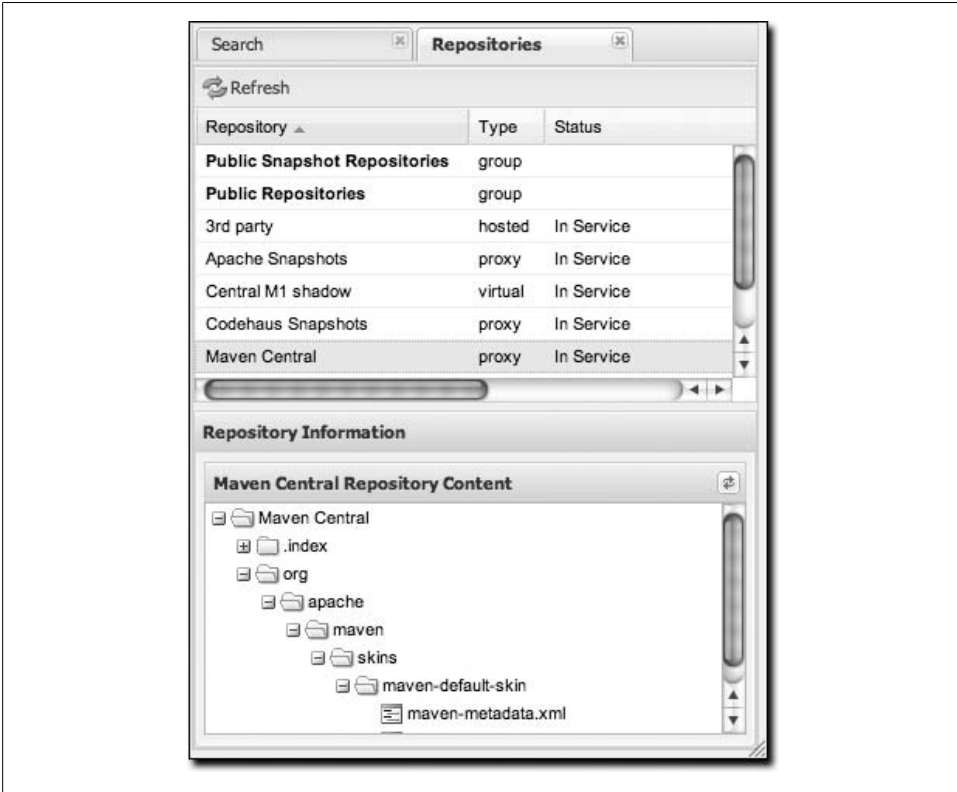 Search Repositories
Refresh
Repository Type Status
Public Snapshot Repositories group
Public Repositories group
3rd party hosted In Service
Apache Snapshots proxy In Service
Central M1 shadow virtual In Service
Codehaus Snapshots proxy In Service
Maven Central proxy In Service
Repository Information
Maven Central Repository Content
Maven Central
.index
org
apache
maven
skins
maven-default-skin
maven-metadata.xml